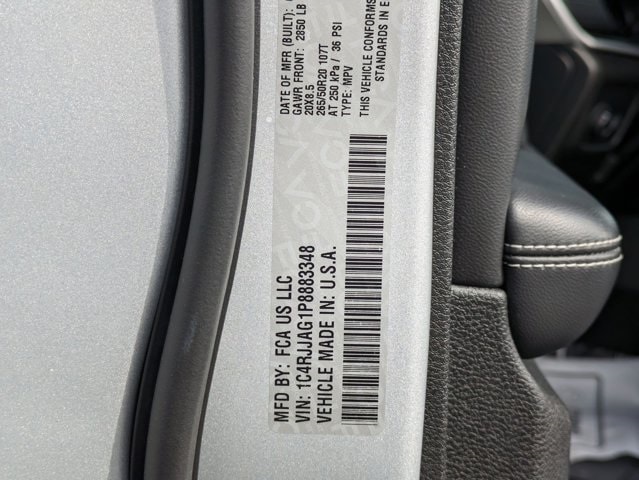 MFD BY: FCA US LLC
VIN: 1C4RJJAG1P8883348
VEHICLE MADE IN: U.S.A.
DATE OF MFR (BUILT):
GAWR FRONT: 2850 LB
20X8.5
265/50R20 107T
AT 250 kPa / 36 PSI
TYPE: MPV
THIS VEHICLE CONFORMS
STANDARDS IN